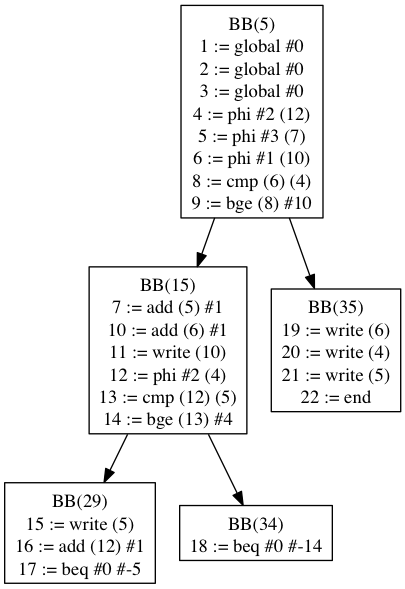 BB(5)
1 := global #0
2 := global #0
3 := global #0
4 := phi #2 (12)
5 := phi #3 (7)
6 := phi #1 (10)
8 := cmp (6) (4)
9 := bge (8) #10
BB(15)
7 := add (5) #1
10 := add (6) #1
11 := write (10)
12 := phi #2 (4)
13 := cmp (12) (5)
14 := bge (13) #4
BB(35)
19 := write (6)
20 := write (4)
21 := write (5)
22 := end
BB(29)
15 := write (5)
16 := add (12) #1
17 := beq #0 #-5
BB(34)
18 := beq #0 #-14